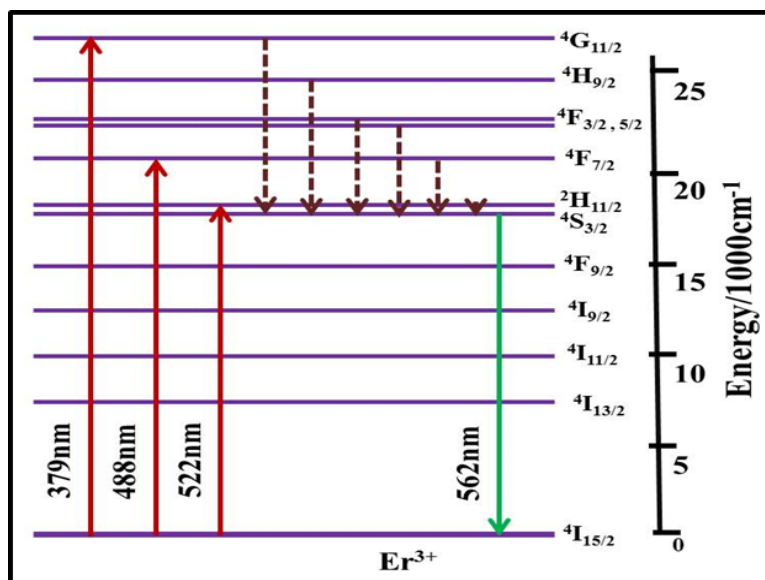 ⁴G₁₁/₂
⁴H₉/₂
⁴F₃/₂ , ₅/₂
⁴F₇/₂
²H₁₁/₂
⁴S₃/₂
⁴F₉/₂
⁴I₉/₂
⁴I₁₁/₂
⁴I₁₃/₂
⁴I₁₅/₂
379nm
488nm
522nm
562nm
Er³⁺
25
20
15
10
5
0
Energy/1000cm⁻¹